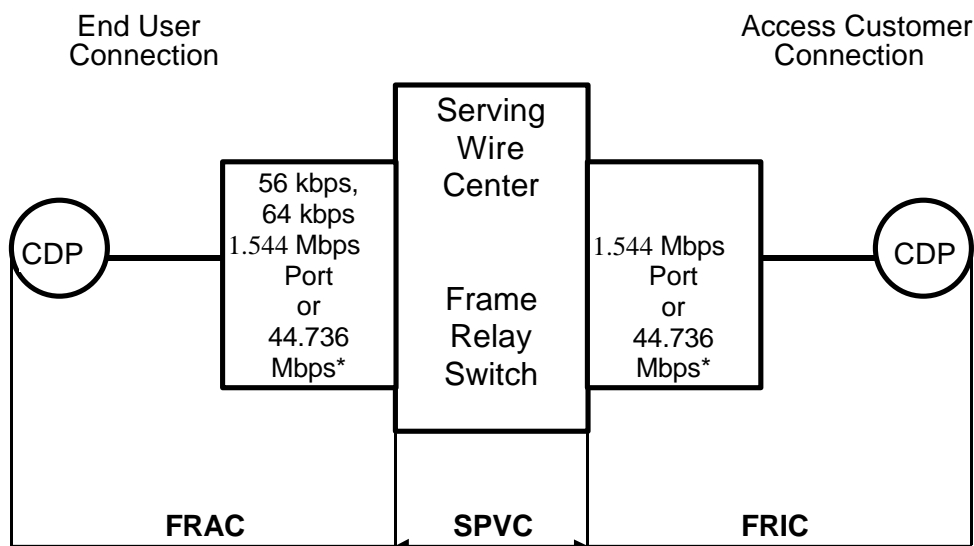 End User
Connection
Access Customer
Connection
Serving
Wire
Center
Frame
Relay
Switch
CDP
56 kbps,
64 kbps
1.544 Mbps
Port
or
44.736
Mbps*
1.544 Mbps
Port
or
44.736
Mbps*
CDP
FRAC
SPVC
FRIC